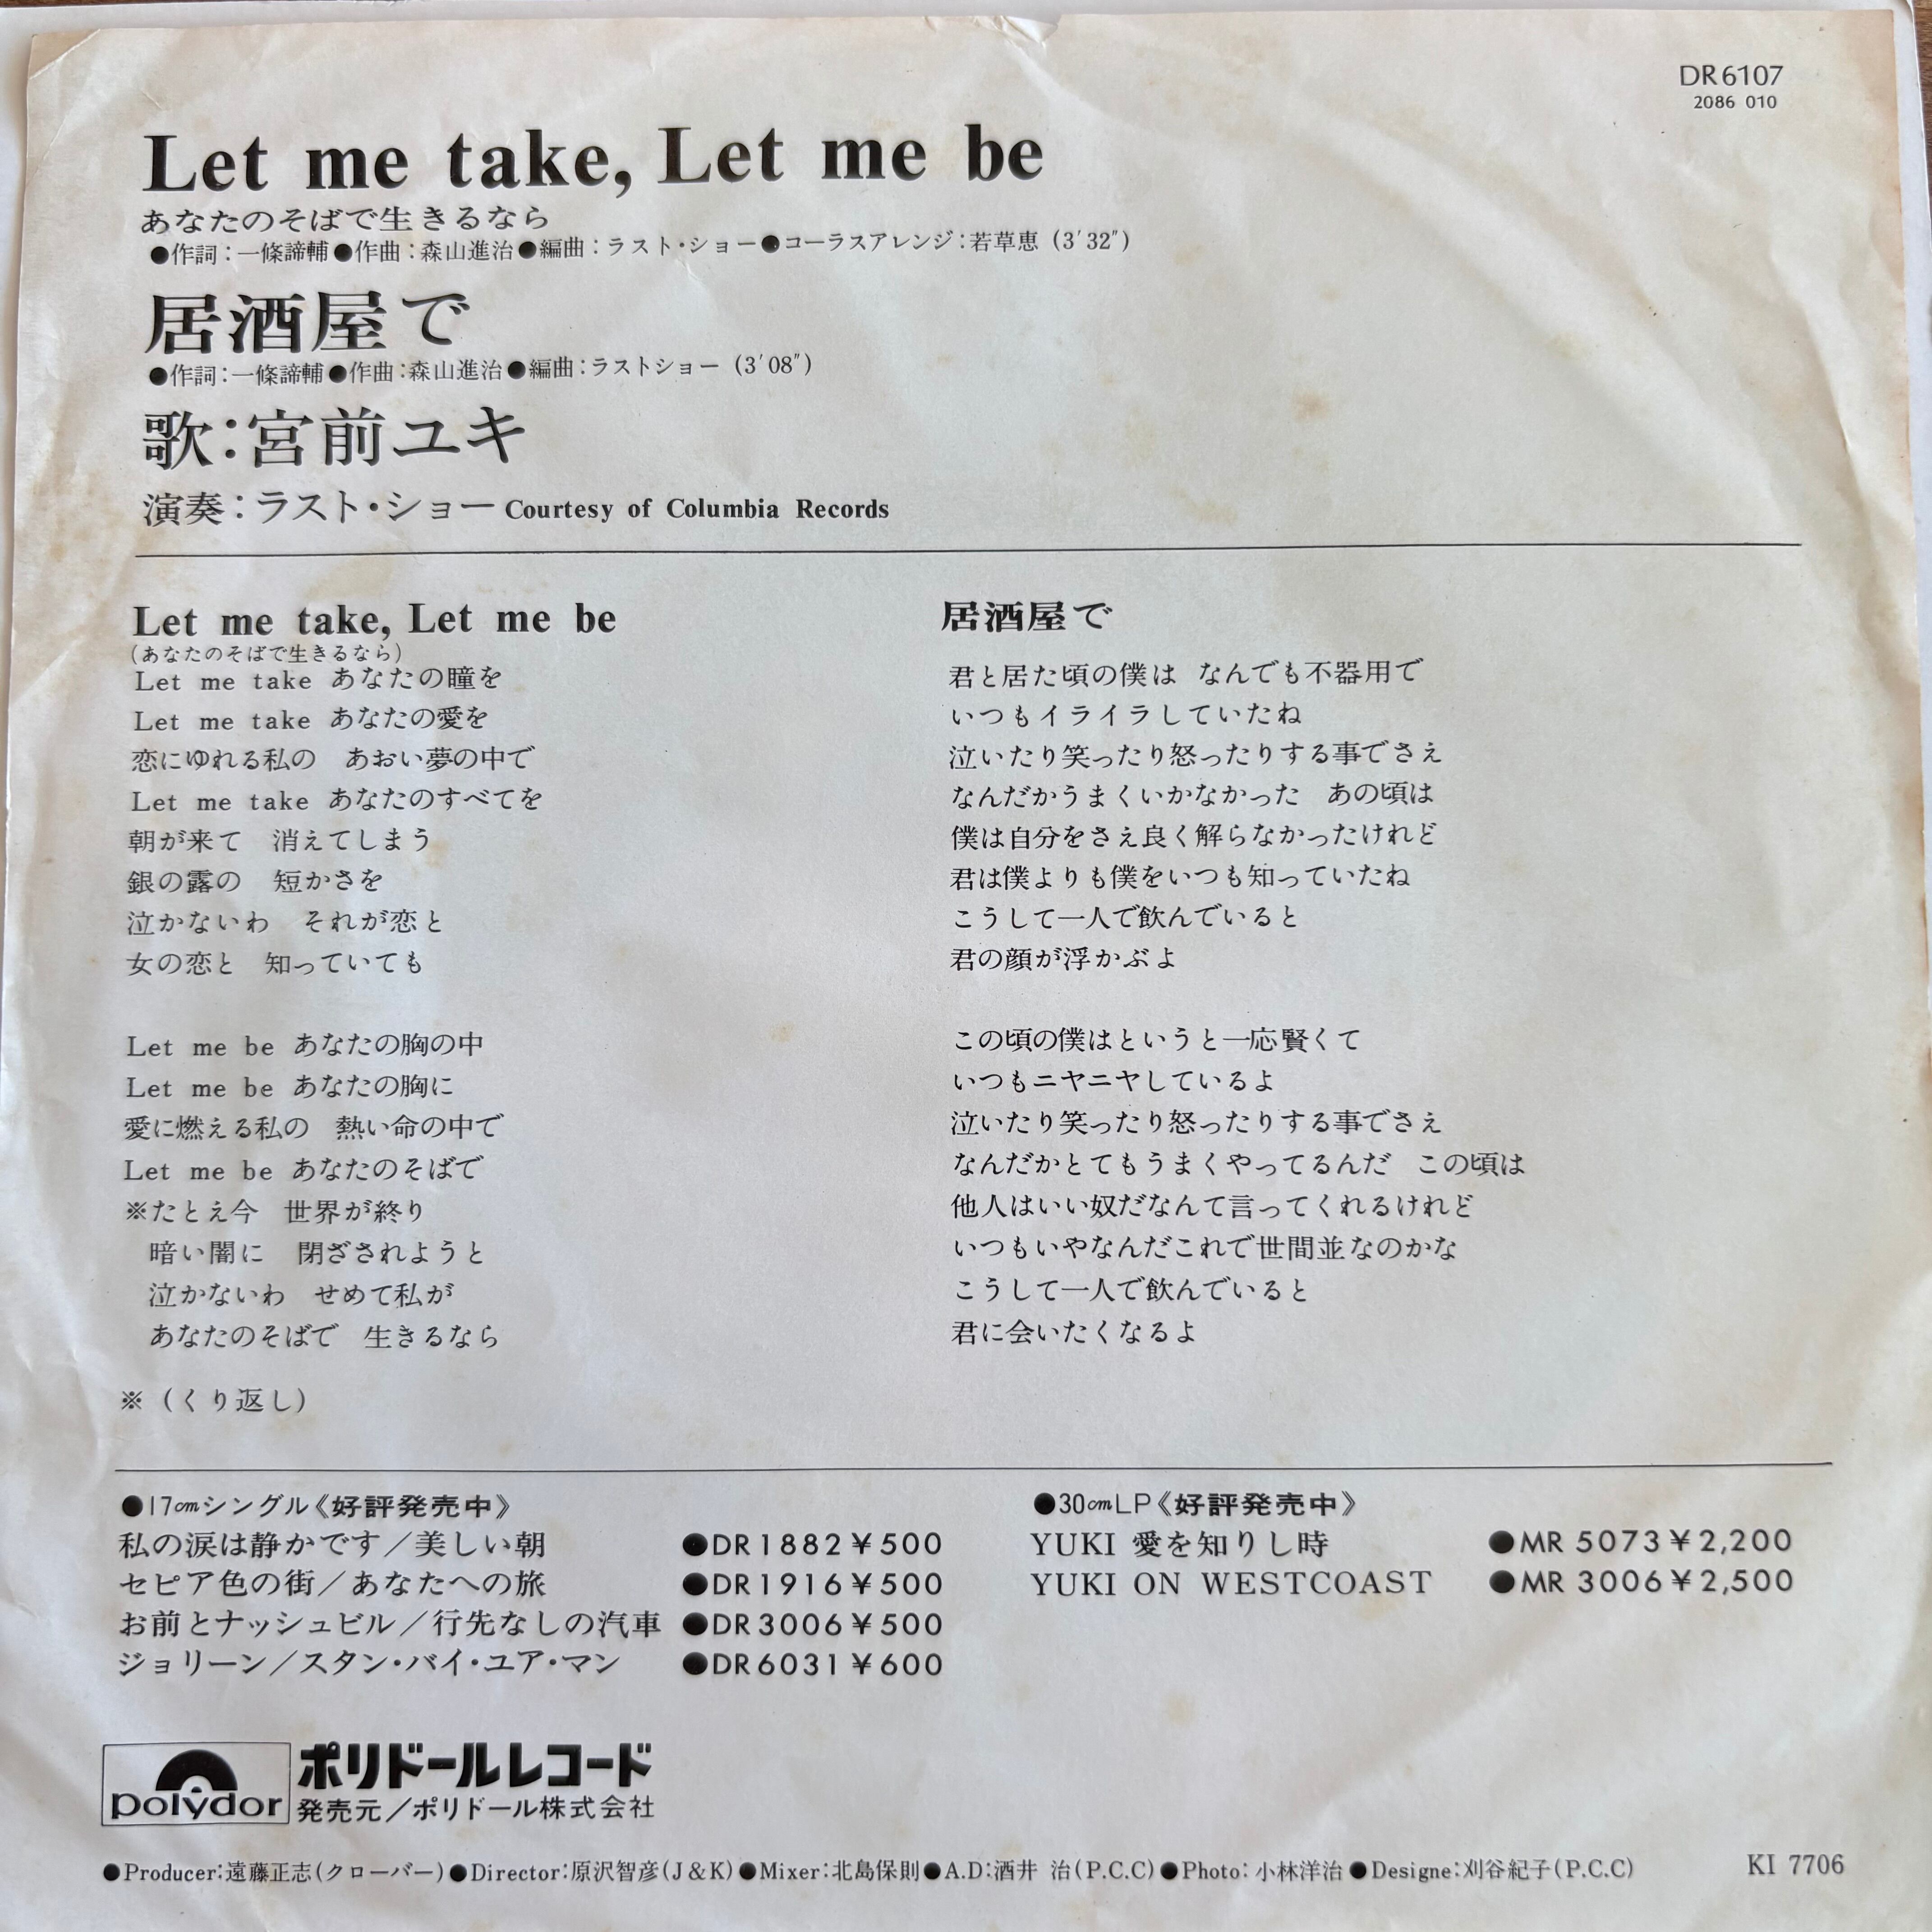 DR6107
2086 010
Let me take, Let me be
あなたのそばで生きるなら
●作詞：一條諦輔●作曲：森山進治●編曲：ラスト・ショー●コーラスアレンジ：若草恵（3′32″）
居酒屋で
●作詞：一條諦輔●作曲：森山進治●編曲：ラストショー（3′08″）
歌：宮前ユキ
演奏：ラスト・ショー Courtesy of Columbia Records
Let me take, Let me be
（あなたのそばで生きるなら）
Let me take あなたの瞳を
Let me take あなたの愛を
恋にゆれる私の　あおい夢の中で
Let me take あなたのすべてを
朝が来て　消えてしまう
銀の露の　短かさを
泣かないわ　それが恋と
女の恋と　知っていても
Let me be あなたの胸の中
Let me be あなたの胸に
愛に燃える私の　熱い命の中で
Let me be あなたのそばで
※たとえ今　世界が終り
暗い闇に　閉ざされようと
泣かないわ　せめて私が
あなたのそばで　生きるなら
※（くり返し）
居酒屋で
君と居た頃の僕は　なんでも不器用で
いつもイライラしていたね
泣いたり笑ったり怒ったりする事でさえ
なんだかうまくいかなかった　あの頃は
僕は自分をさえ良く解らなかったけれど
君は僕よりも僕をいつも知っていたね
こうして一人で飲んでいると
君の顔が浮かぶよ
この頃の僕はというと一応賢くて
いつもニヤニヤしているよ
泣いたり笑ったり怒ったりする事でさえ
なんだかとてもうまくやってるんだ　この頃は
他人はいい奴だなんて言ってくれるけれど
いつもいやなんだこれで世間並なのかな
こうして一人で飲んでいると
君に会いたくなるよ
●17cmシングル《好評発売中》
私の涙は静かです／美しい朝 ●DR1882￥500
セピア色の街／あなたへの旅 ●DR1916￥500
お前とナッシュビル／行先なしの汽車 ●DR3006￥500
ジョリーン／スタン・バイ・ユア・マン ●DR6031￥600
●30cmLP《好評発売中》
YUKI 愛を知りし時 ●MR 5073￥2,200
YUKI ON WESTCOAST ●MR 3006￥2,500
polydor
ポリドールレコード
発売元／ポリドール株式会社
●Producer:遠藤正志(クローバー)●Director:原沢智彦(J&K)●Mixer:北島保則●A.D:酒井 治(P.C.C)●Photo:小林洋治●Designe:刈谷紀子(P.C.C)
KI 7706